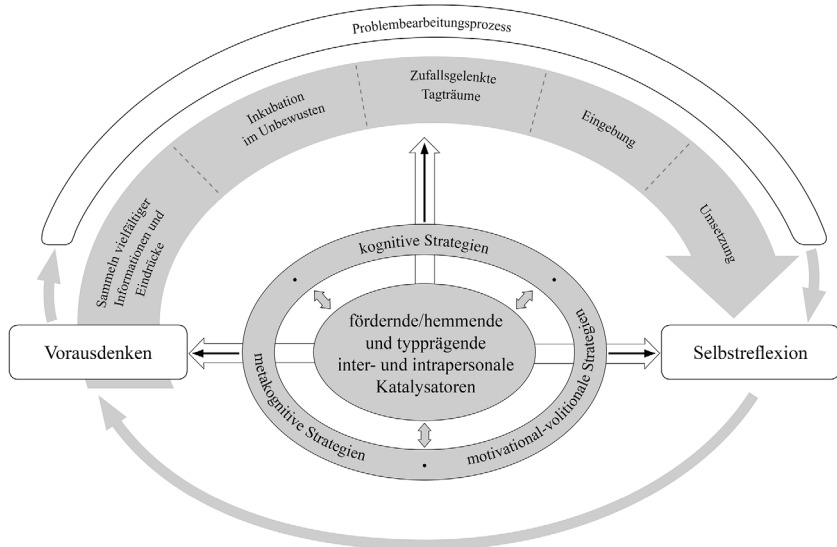 Problembearbeitungsprozess
Sammeln vielfältiger
Informationen und
Eindrücke
Inkubation
im Unbewusten
Zufallsgelenkte
Tagträume
Eingebung
Umsetzung
kognitive Strategien
Vorausdenken
fördernde/hemmende
und typprägende
inter- und intrapersonale
Katalysatoren
Selbstreflexion
metakognitive Strategien
motivational-volitionale Strategien